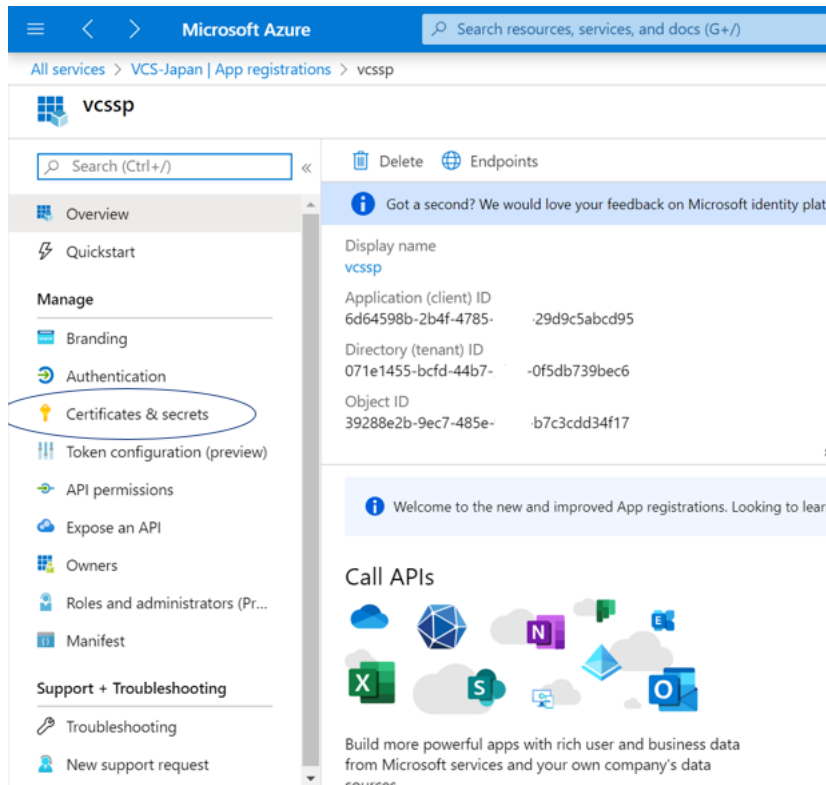 Microsoft Azure
Search resources, services, and docs (G+/)
All services > VCS-Japan | App registrations > vcssp
vcssp
Search (Ctrl+/)
«
Delete
Endpoints
Got a second? We would love your feedback on Microsoft identity plat
Overview
Quickstart
Manage
Branding
Authentication
Certificates & secrets
Token configuration (preview)
API permissions
Expose an API
Owners
Roles and administrators (Pr...
Manifest
Support + Troubleshooting
Troubleshooting
New support request
Display name
vcssp
Application (client) ID
6d64598b-2b4f-4785- -29d9c5abcd95
Directory (tenant) ID
071e1455-bcfd-44b7- -0f5db739bec6
Object ID
39288e2b-9ec7-485e- -b7c3cdd34f17
Welcome to the new and improved App registrations. Looking to lear
Call APIs
N
E
X
S
O
Build more powerful apps with rich user and business data
from Microsoft services and your own company's data
sources